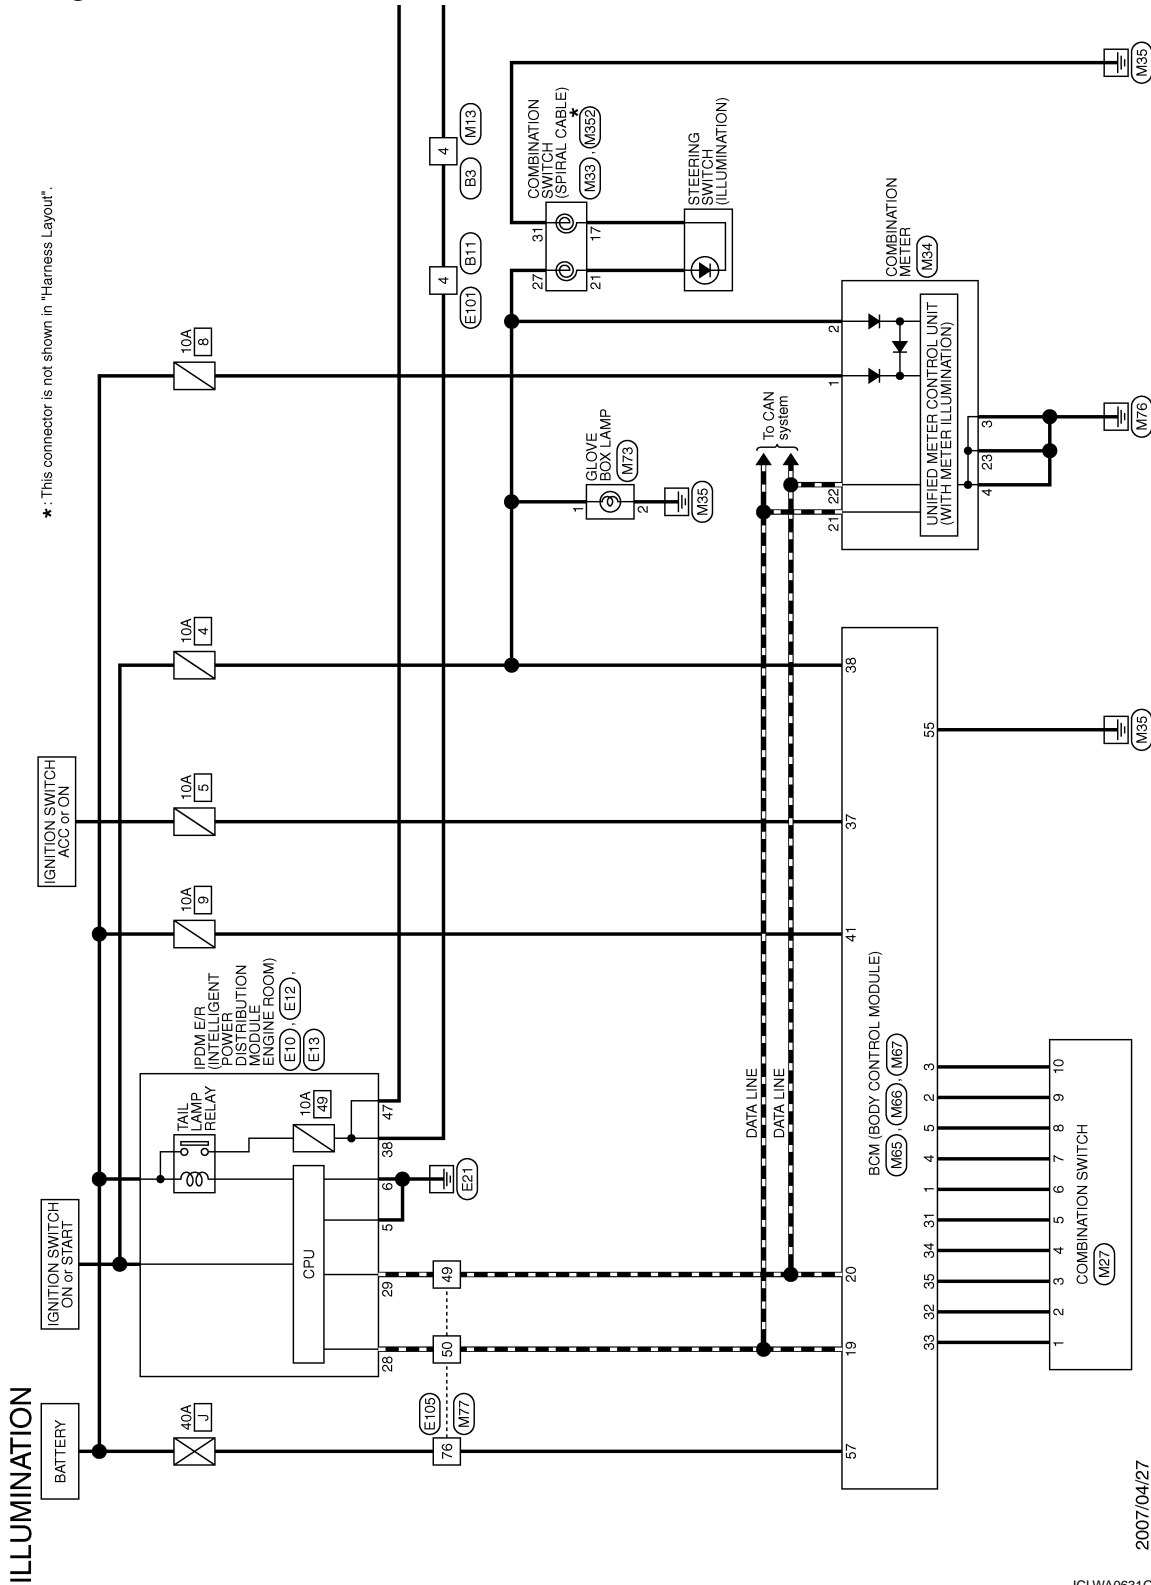 ILLUMINATION
BATTERY
IGNITION SWITCH
ON or START
IGNITION SWITCH
ACC or ON
*: This connector is not shown in "Harness Layout".
40A
J
10A
9
10A
5
10A
4
10A
8
TAIL
LAMP
RELAY
IPDM E/R
(INTELLIGENT
POWER
DISTRIBUTION
MODULE
ENGINE ROOM)
E10 , E12 ,
E13
CPU
10A
49
28
29
5
6
38
47
E21
E105
M77
76
50
49
E101
B11
4
B3
M13
4
COMBINATION
SWITCH
(SPIRAL CABLE)
M33 , M352
*
27
31
21
17
STEERING
SWITCH
(ILLUMINATION)
GLOVE
BOX LAMP
M73
1
2
M35
To CAN
system
DATA LINE
DATA LINE
COMBINATION
METER
M34
21
22
1
2
UNIFIED METER CONTROL UNIT
(WITH METER ILLUMINATION)
4
23
3
M76
M35
57
19
20
41
37
38
BCM (BODY CONTROL MODULE)
M65 , M66 , M67
33
32
35
34
31
1
4
5
2
3
55
M35
1
2
3
4
5
6
7
8
9
10
COMBINATION SWITCH
M27
2007/04/27